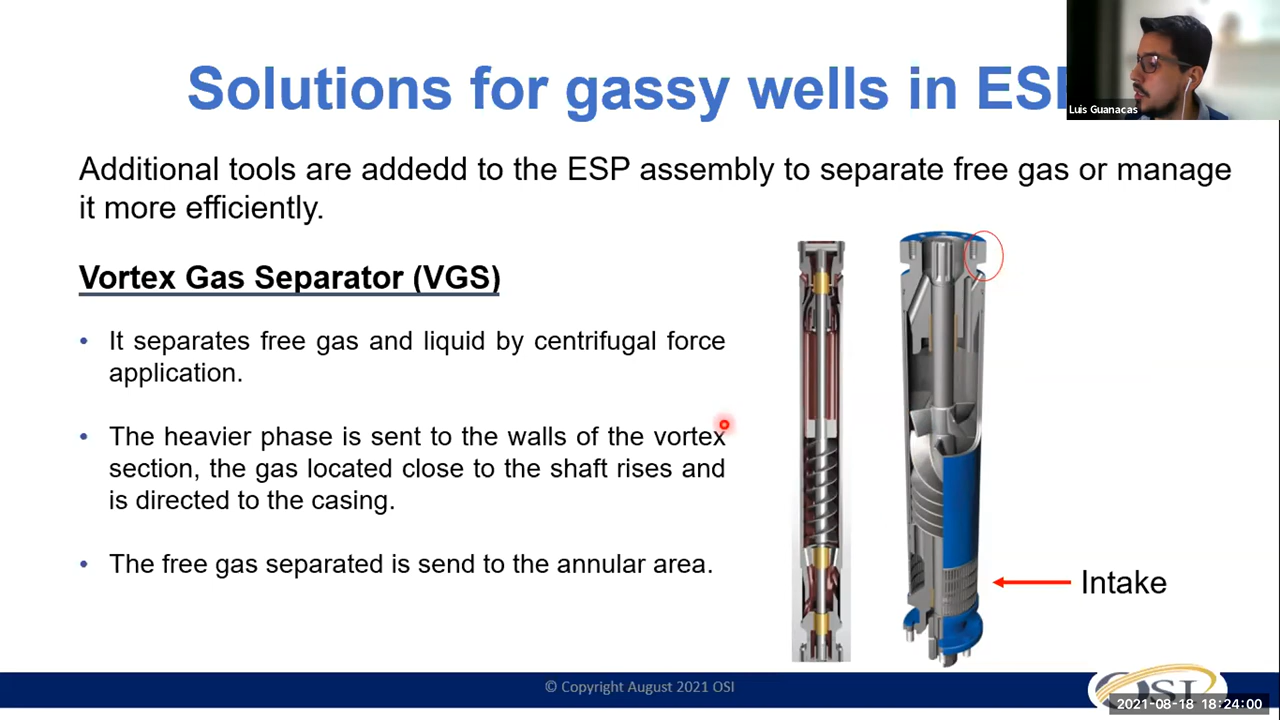 Solutions for gassy wells in ESP
Luis Guanacas
Additional tools are addedd to the ESP assembly to separate free gas or manage
it more efficiently.
Vortex Gas Separator (VGS)
• It separates free gas and liquid by centrifugal force
application.
• The heavier phase is sent to the walls of the vortex
section, the gas located close to the shaft rises and
is directed to the casing.
• The free gas separated is send to the annular area.
Intake
© Copyright August 2021 OSI
OSI
2021-08-18 18:24:00